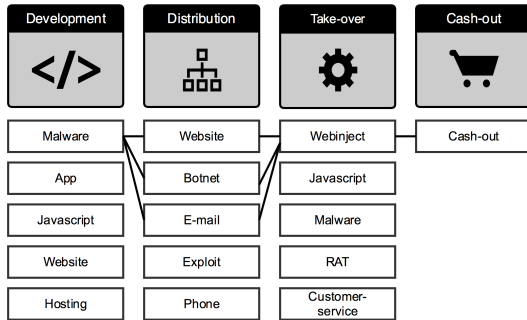 Development
Distribution
Take-over
Cash-out
</>
Malware
Website
Webinject
Cash-out
App
Botnet
Javascript
Javascript
E-mail
Malware
Website
Exploit
RAT
Hosting
Phone
Customer-
service